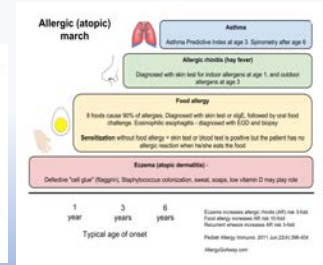 Allergic (atopic)
march
Asthma
Asthma Predictive Index at age 3. Spirometry after age 6
Allergic rhinitis (hay fever)
Diagnosed with skin test for indoor allergens at age 1, and outdoor
allergens at age 3
Food allergy
8 foods cause 90% of allergies. Diagnosed with skin test or sIgE, followed by oral food
challenge. Eosinophilic esophagitis - diagnosed with EGD and biopsy
Sensitization without food allergy = skin test or blood test is positive but the patient has no
allergic reaction when he/she eats the food
Eczema (atopic dermatitis) -
Defective "cell glue" (filaggrin), Staphylococcus colonization, sweat, soaps, low vitamin D may play role
1
year
3
years
6
years
Typical age of onset
Eczema increases allergic rhinitis (AR) risk 3-fold
Food allergy increases AR risk 10-fold
Recurrent wheeze increases AR risk 3-fold
Pediatr Allergy Immunol. 2011 Jun;22(4):398-404
AllergyGoAway.com